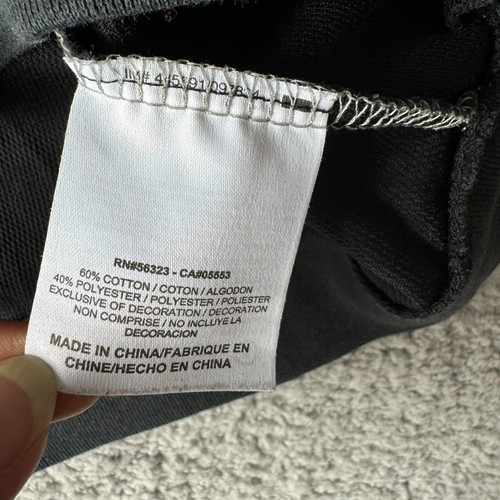 RN#56323 - CA#05553
60% COTTON / COTON / ALGODON
40% POLYESTER / POLYESTER / POLIESTER
EXCLUSIVE OF DECORATION / DECORATION
NON COMPRISE / NO INCLUYE LA
DECORACION
MADE IN CHINA/FABRIQUE EN
CHINE/HECHO EN CHINA